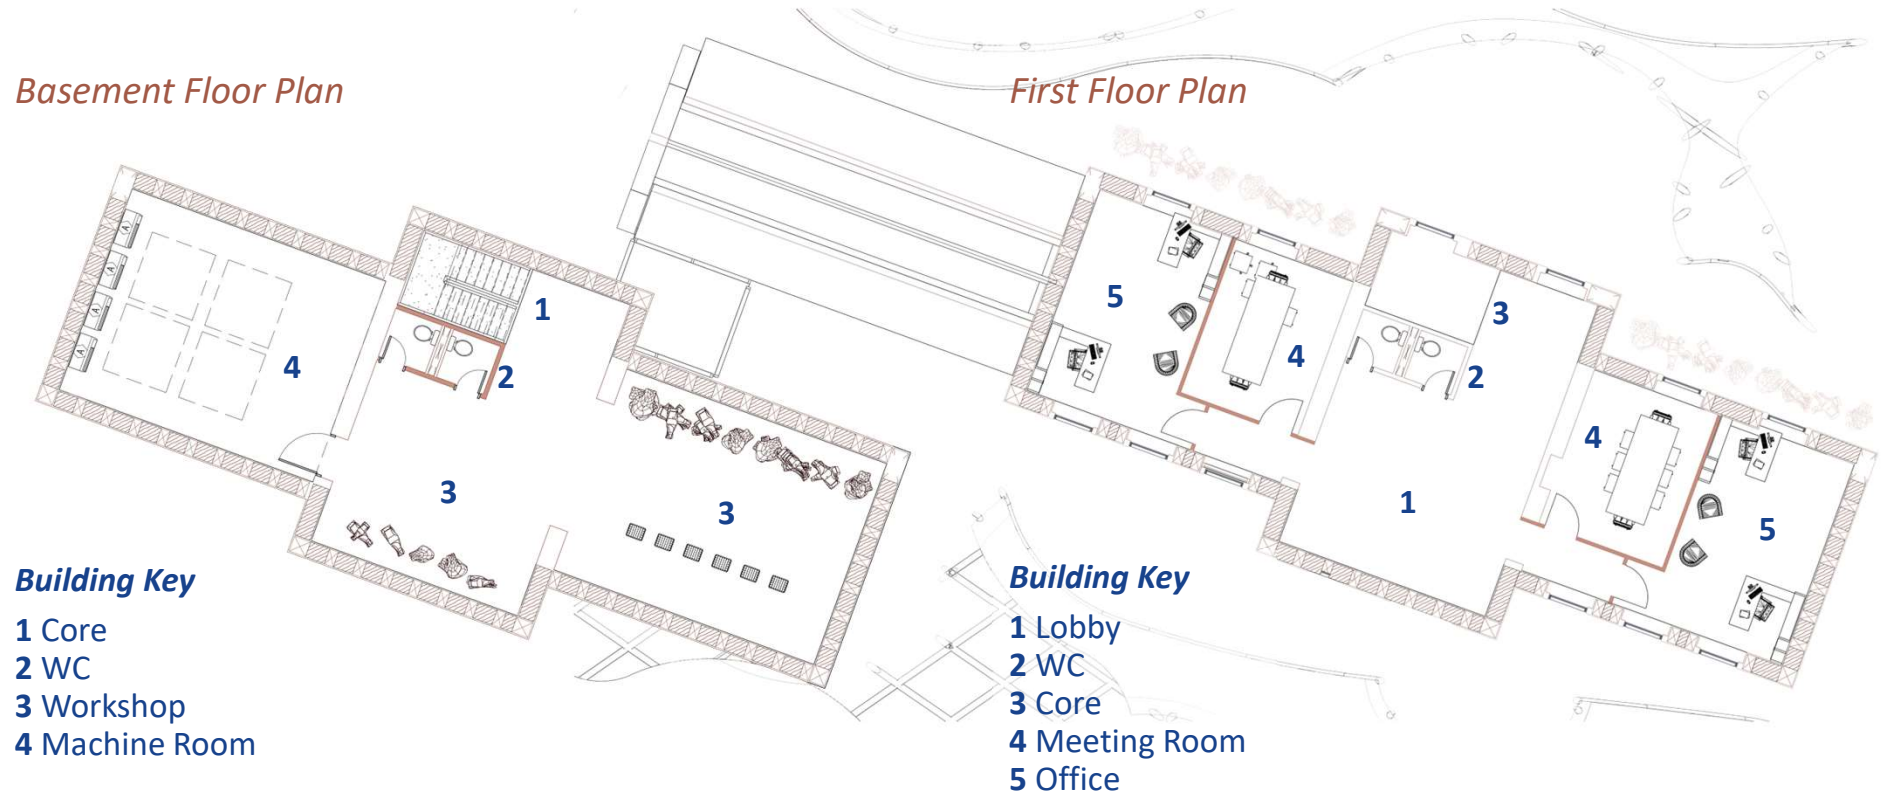 Basement Floor Plan
4
1
2
3
3
A
A
A
A
Building Key
1 Core
2 WC
3 Workshop
4 Machine Room
First Floor Plan
5
4
3
2
4
1
5
Building Key
1 Lobby
2 WC
3 Core
4 Meeting Room
5 Office